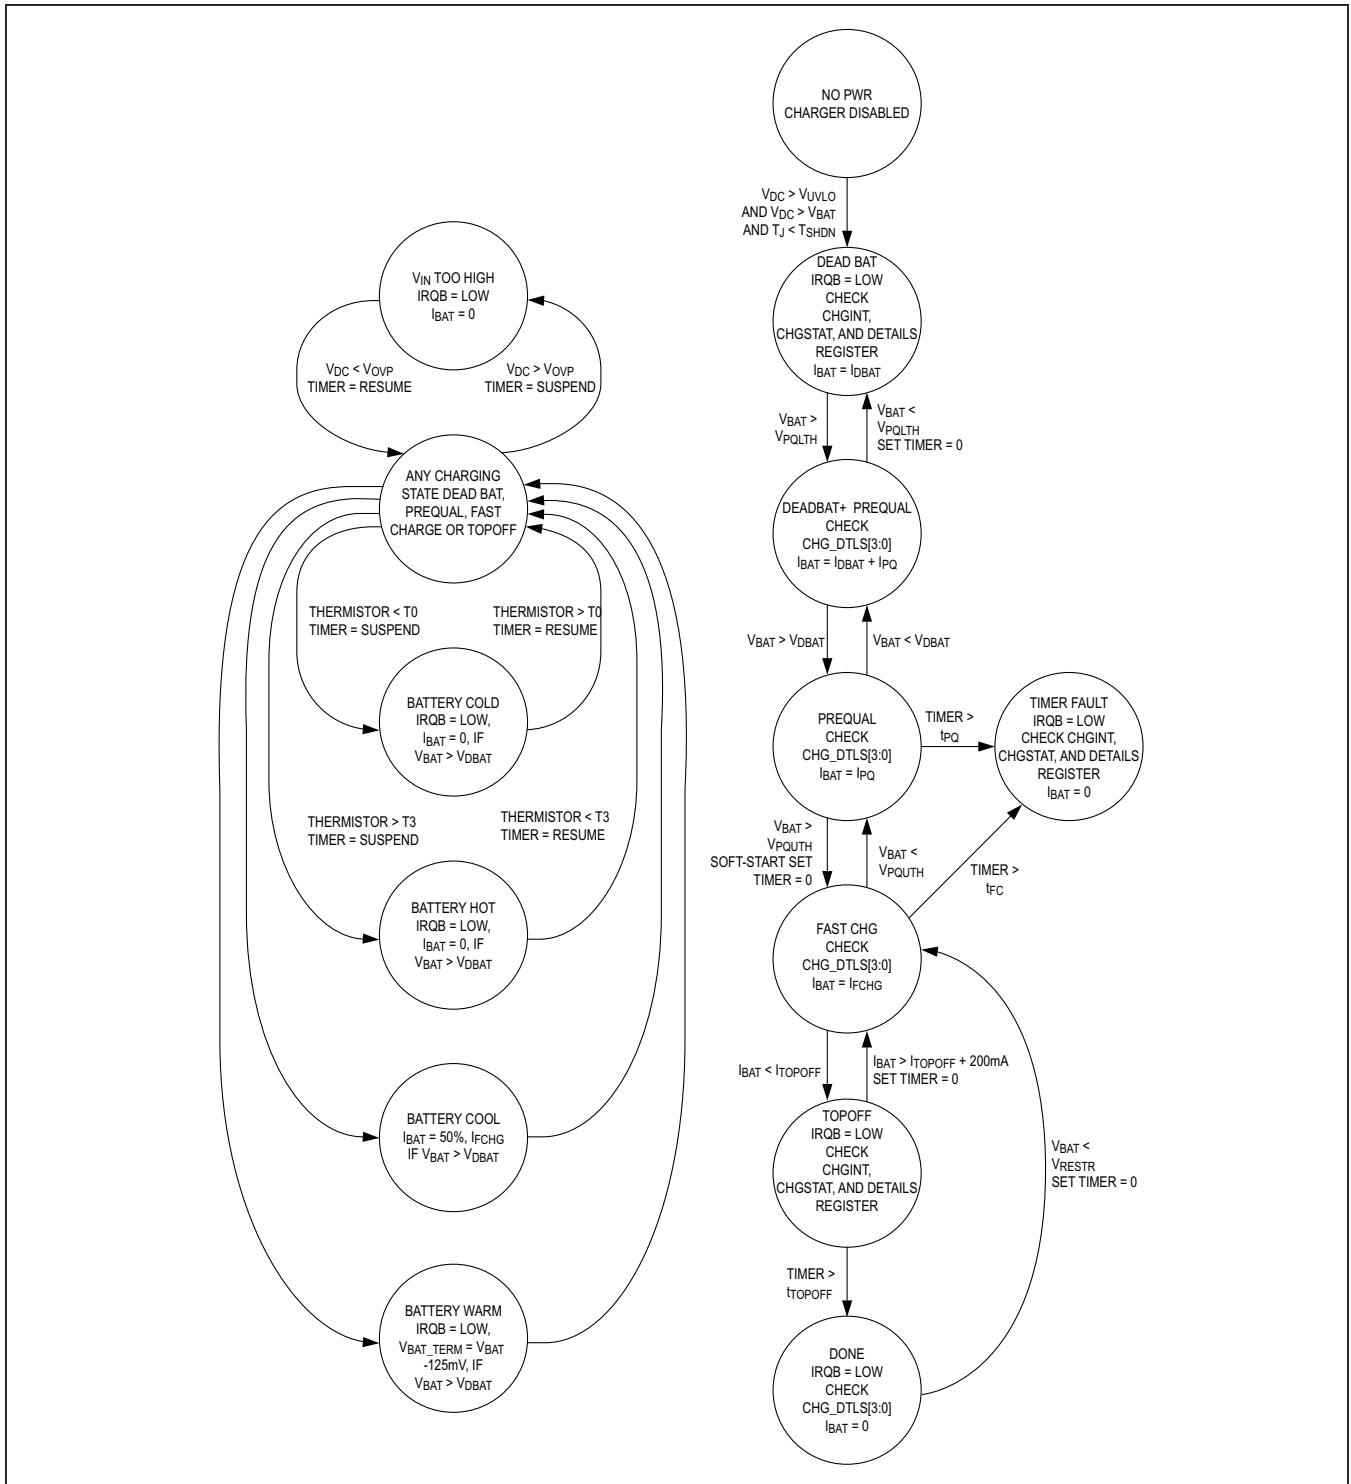 NO PWR
CHARGER DISABLED
VDC > VUVLO
AND VDC > VBAT
AND TJ < TSHDN
DEAD BAT
IRQB = LOW
CHECK
CHGINT,
CHGSTAT, AND DETAILS
REGISTER
IBAT = IDBAT
VBAT >
VPQLTH
VBAT <
VPQLTH
SET TIMER = 0
DEADBAT+ PREQUAL
CHECK
CHG_DTLS[3:0]
IBAT = IDBAT + IPQ
VBAT > VDBAT
VBAT < VDBAT
PREQUAL
CHECK
CHG_DTLS[3:0]
IBAT = IPQ
TIMER >
tPQ
TIMER FAULT
IRQB = LOW
CHECK CHGINT,
CHGSTAT, AND DETAILS
REGISTER
IBAT = 0
VBAT >
VPQUTH
SOFT-START SET
TIMER = 0
VBAT <
VPQUTH
TIMER >
tFC
FAST CHG
CHECK
CHG_DTLS[3:0]
IBAT = IFCHG
IBAT < ITOPOFF
IBAT > ITOPOFF + 200mA
SET TIMER = 0
TOPOFF
IRQB = LOW
CHECK
CHGINT,
CHGSTAT, AND DETAILS
REGISTER
VBAT <
VRESTR
SET TIMER = 0
TIMER >
tTOPOFF
DONE
IRQB = LOW
CHECK
CHG_DTLS[3:0]
IBAT = 0
VIN TOO HIGH
IRQB = LOW
IBAT = 0
VDC < VOVP
TIMER = RESUME
VDC > VOVP
TIMER = SUSPEND
ANY CHARGING
STATE DEAD BAT,
PREQUAL, FAST
CHARGE OR TOPOFF
THERMISTOR < T0
TIMER = SUSPEND
THERMISTOR > T0
TIMER = RESUME
BATTERY COLD
IRQB = LOW,
IBAT = 0, IF
VBAT > VDBAT
THERMISTOR > T3
TIMER = SUSPEND
THERMISTOR < T3
TIMER = RESUME
BATTERY HOT
IRQB = LOW,
IBAT = 0, IF
VBAT > VDBAT
BATTERY COOL
IBAT = 50%, IFCHG
IF VBAT > VDBAT
BATTERY WARM
IRQB = LOW,
VBAT_TERM = VBAT
-125mV, IF
VBAT > VDBAT